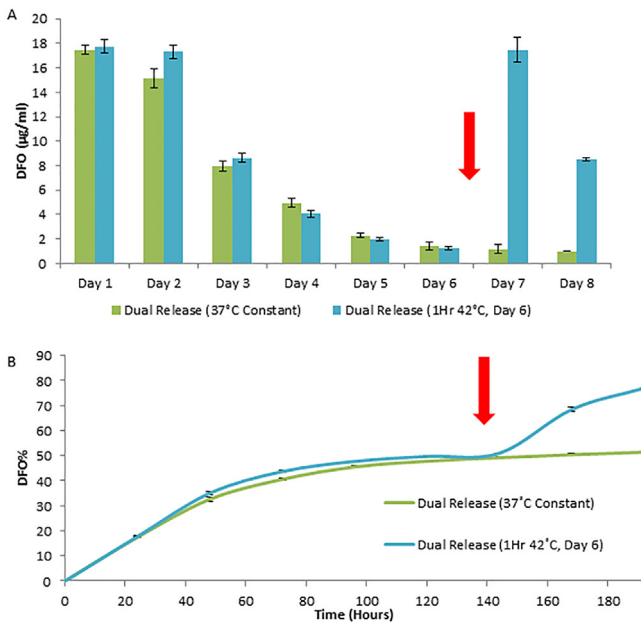 A
20
18
16
14
12
10
8
6
4
2
0
DFO (µg/ml)
Day 1 Day 2 Day 3 Day 4 Day 5 Day 6 Day 7 Day 8
Dual Release (37°C Constant) Dual Release (1Hr 42°C, Day 6)
B
90
80
70
60
50
40
30
20
10
0
DFO%
Dual Release (37˚C Constant)
Dual Release (1Hr 42˚C, Day 6)
0 20 40 60 80 100 120 140 160 180
Time (Hours)